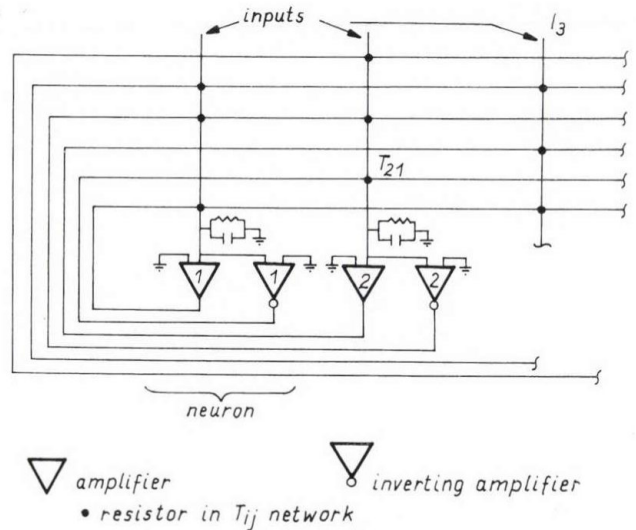 inputs I3
T21
1 1 2 2
neuron
amplifier inverting amplifier
• resistor in Tij network